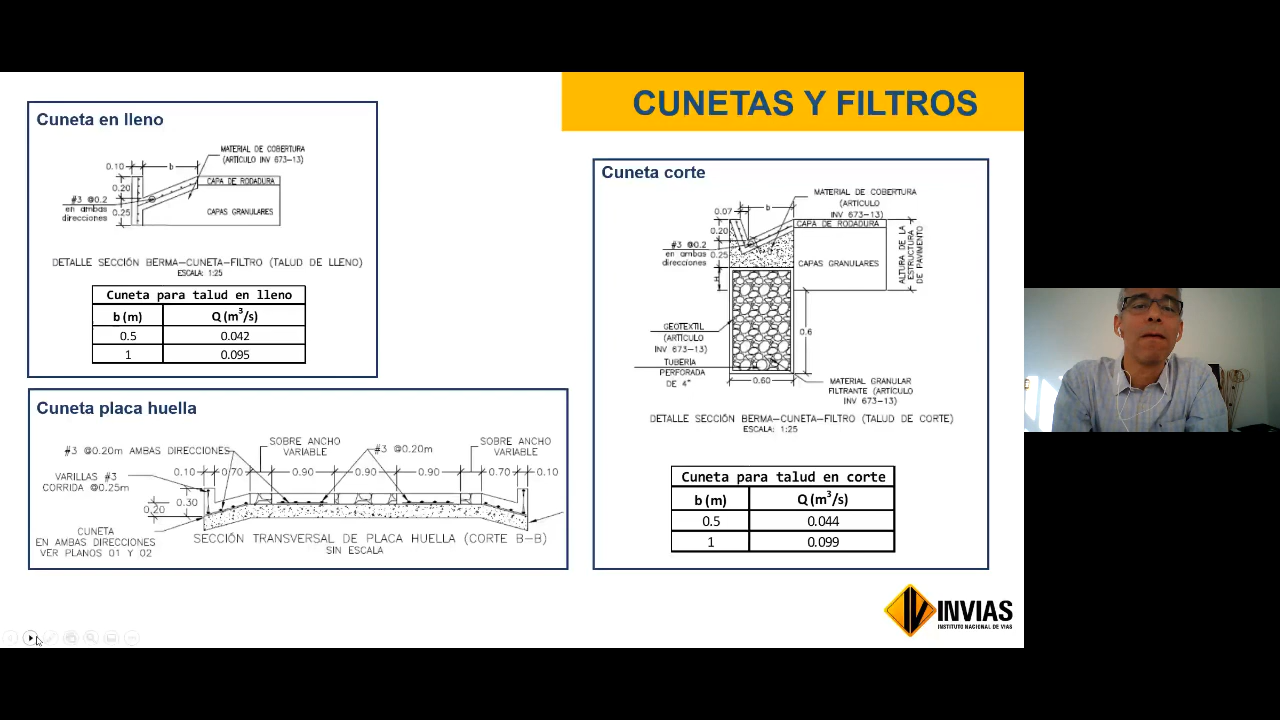 CUNETAS Y FILTROS
Cuneta en lleno
MATERIAL DE COBERTURA
(ARTICULO INV 673-13)
0.10
b
0.20
CAPA DE RODADURA
#3 @0.2
en ambas
direcciones
0.25
CAPAS GRANULARES
DETALLE SECCIÓN BERMA-CUNETA-FILTRO (TALUD DE LLENO)
ESCALA: 1:25
Cuneta para talud en lleno
b (m) Q (m³/s)
0.5 0.042
1 0.095
Cuneta placa huella
#3 @0.20m AMBAS DIRECCIONES
SOBRE ANCHO
VARIABLE
#3 @0.20m
SOBRE ANCHO
VARIABLE
0.10 0.70 0.90 0.90 0.90 0.70 0.10
VARILLAS #3
CORRIDA @0.25m
0.30
0.20
CUNETA
EN AMBAS DIRECCIONES
VER PLANOS 01 Y 02
SECCIÓN TRANSVERSAL DE PLACA HUELLA (CORTE B-B)
SIN ESCALA
Cuneta corte
MATERIAL DE COBERTURA
(ARTICULO
INV 673-13)
0.07
b
0.20
CAPA DE RODADURA
#3 @0.2
en ambas
direcciones
0.25
CAPAS GRANULARES
ALTURA DE LA
ESTRUCTURA
DE PAVIMENTO
H
GEOTEXTIL
(ARTICULO
INV 673-13)
0.6
TUBERIA
PERFORADA
DE 4"
0.60
MATERIAL GRANULAR
FILTRANTE (ARTICULO
INV 673-13)
DETALLE SECCIÓN BERMA-CUNETA-FILTRO (TALUD DE CORTE)
ESCALA: 1:25
Cuneta para talud en corte
b (m) Q (m³/s)
0.5 0.044
1 0.099
INVIAS
INSTITUTO NACIONAL DE VIAS